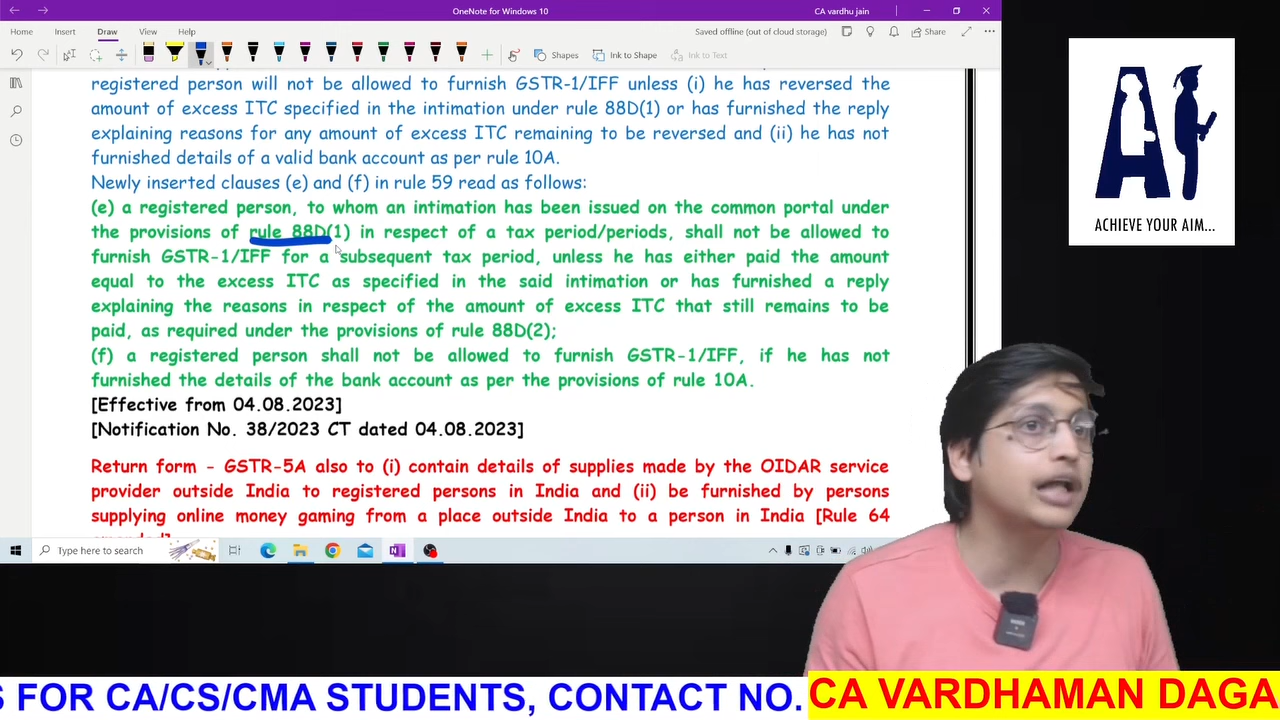 OneNote for Windows 10
CA vardhu jain
Home Insert Draw View Help
Saved offline (out of cloud storage)
Share
Shapes Ink to Shape Ink to Text
registered person will not be allowed to furnish GSTR-1/IFF unless (i) he has reversed the
amount of excess ITC specified in the intimation under rule 88D(1) or has furnished the reply
explaining reasons for any amount of excess ITC remaining to be reversed and (ii) he has not
furnished details of a valid bank account as per rule 10A.
Newly inserted clauses (e) and (f) in rule 59 read as follows:
(e) a registered person, to whom an intimation has been issued on the common portal under
the provisions of rule 88D(1) in respect of a tax period/periods, shall not be allowed to
furnish GSTR-1/IFF for a subsequent tax period, unless he has either paid the amount
equal to the excess ITC as specified in the said intimation or has furnished a reply
explaining the reasons in respect of the amount of excess ITC that still remains to be
paid, as required under the provisions of rule 88D(2);
(f) a registered person shall not be allowed to furnish GSTR-1/IFF, if he has not
furnished the details of the bank account as per the provisions of rule 10A.
[Effective from 04.08.2023]
[Notification No. 38/2023 CT dated 04.08.2023]
Return form - GSTR-5A also to (i) contain details of supplies made by the OIDAR service
provider outside India to registered persons in India and (ii) be furnished by persons
supplying online money gaming from a place outside India to a person in India [Rule 64
Type here to search
AI
ACHIEVE YOUR AIM...
S FOR CA/CS/CMA STUDENTS, CONTACT NO. CA VARDHAMAN DAGA